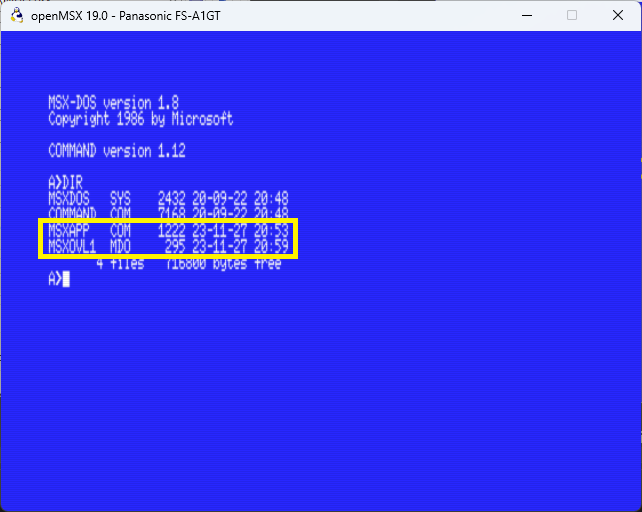 openMSX 19.0 - Panasonic FS-A1GT
MSX-DOS version 1.8
Copyright 1986 by Microsoft
COMMAND version 1.12
A>DIR
MSXDOS SYS 2432 20-09-22 20:48
COMMAND COM 7168 20-09-22 20:48
MSXAPP COM 1222 23-11-27 20:53
MSXOVL1 MDO 295 23-11-27 20:59
4 files 716800 bytes free
A>